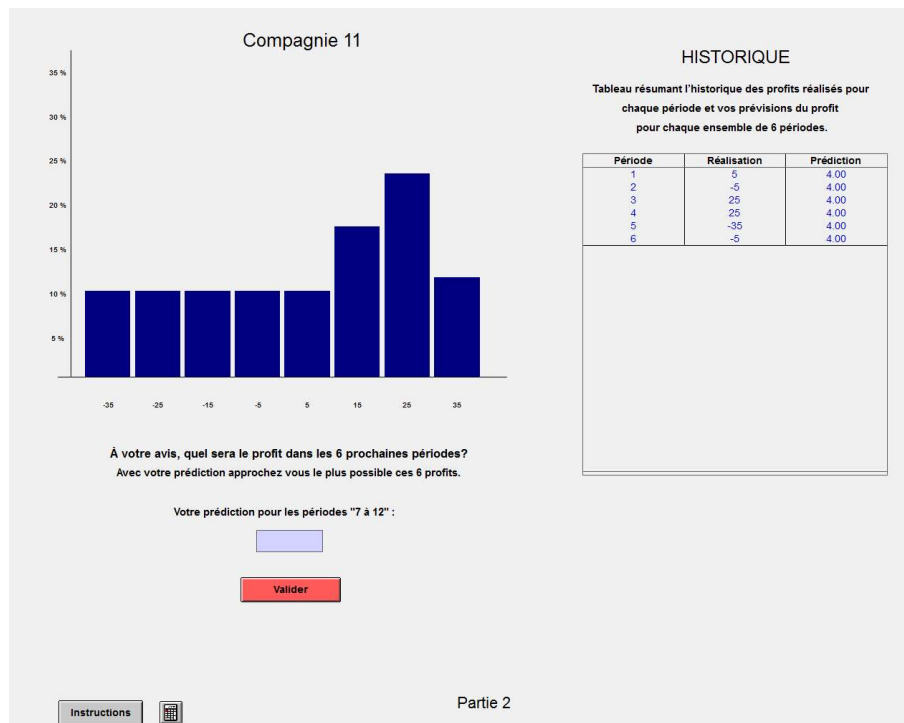 Compagnie 11
35 %
30 %
25 %
20 %
15 %
10 %
5 %
-35 -25 -15 -5 5 15 25 35
À votre avis, quel sera le profit dans les 6 prochaines périodes?
Avec votre prédiction approchez vous le plus possible ces 6 profits.
Votre prédiction pour les périodes "7 à 12" :
Valider
HISTORIQUE
Tableau résumant l'historique des profits réalisés pour
chaque période et vos prévisions du profit
pour chaque ensemble de 6 périodes.
Période Réalisation Prédiction
1 5 4.00
2 -5 4.00
3 25 4.00
4 25 4.00
5 -35 4.00
6 -5 4.00
Instructions
Partie 2